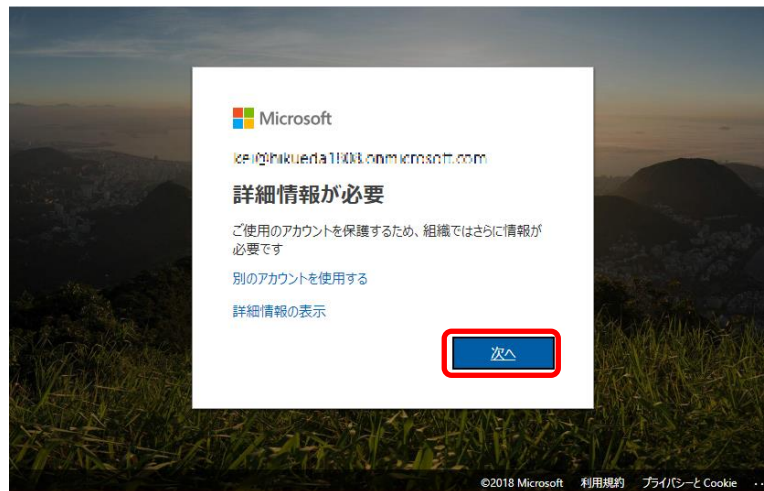 Microsoft
詳細情報が必要
ご使用のアカウントを保護するため、組織ではさらに情報が
必要です
別のアカウントを使用する
詳細情報の表示
次へ
©2018 Microsoft 利用規約 プライバシーと Cookie ...